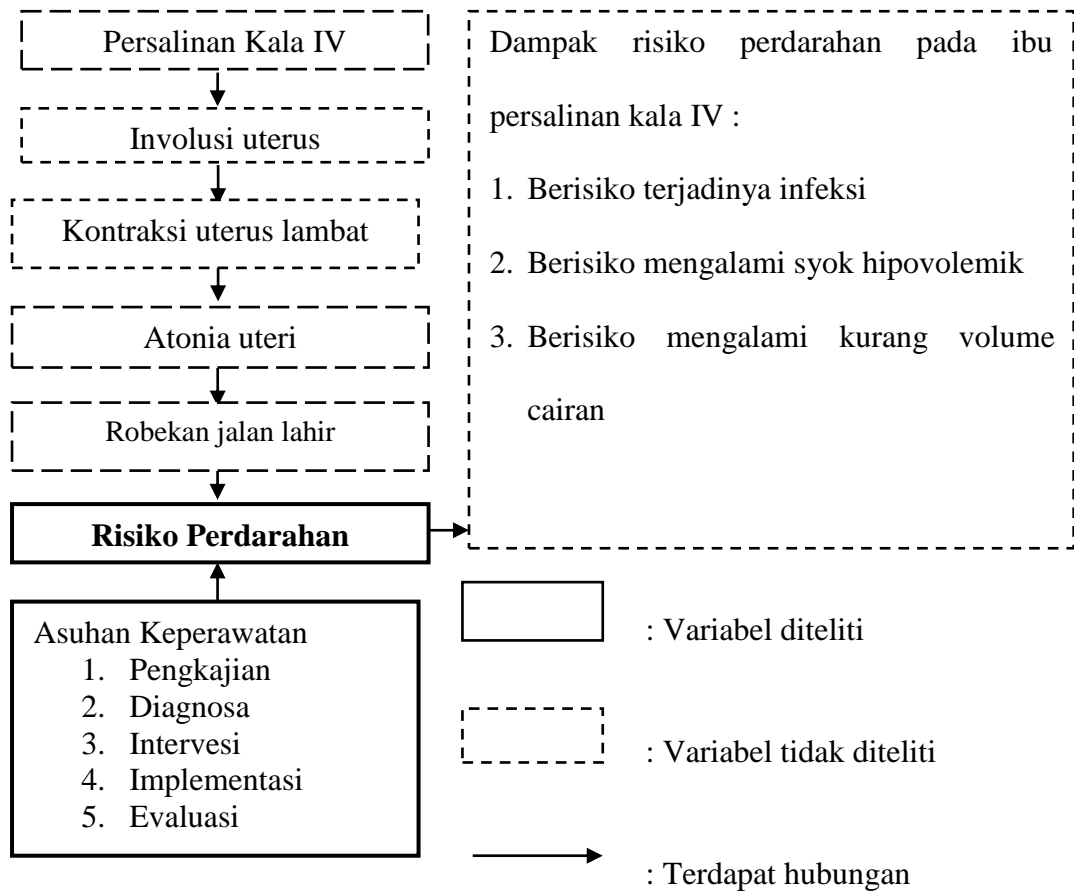 Persalinan Kala IV
Involusi uterus
Kontraksi uterus lambat
Atonia uteri
Robekan jalan lahir
Risiko Perdarahan
Asuhan Keperawatan
1. Pengkajian
2. Diagnosa
3. Intervesi
4. Implementasi
5. Evaluasi
Dampak risiko perdarahan pada ibu
persalinan kala IV :
1. Berisiko terjadinya infeksi
2. Berisiko mengalami syok hipovolemik
3. Berisiko mengalami kurang volume
cairan
: Variabel diteliti
: Variabel tidak diteliti
: Terdapat hubungan